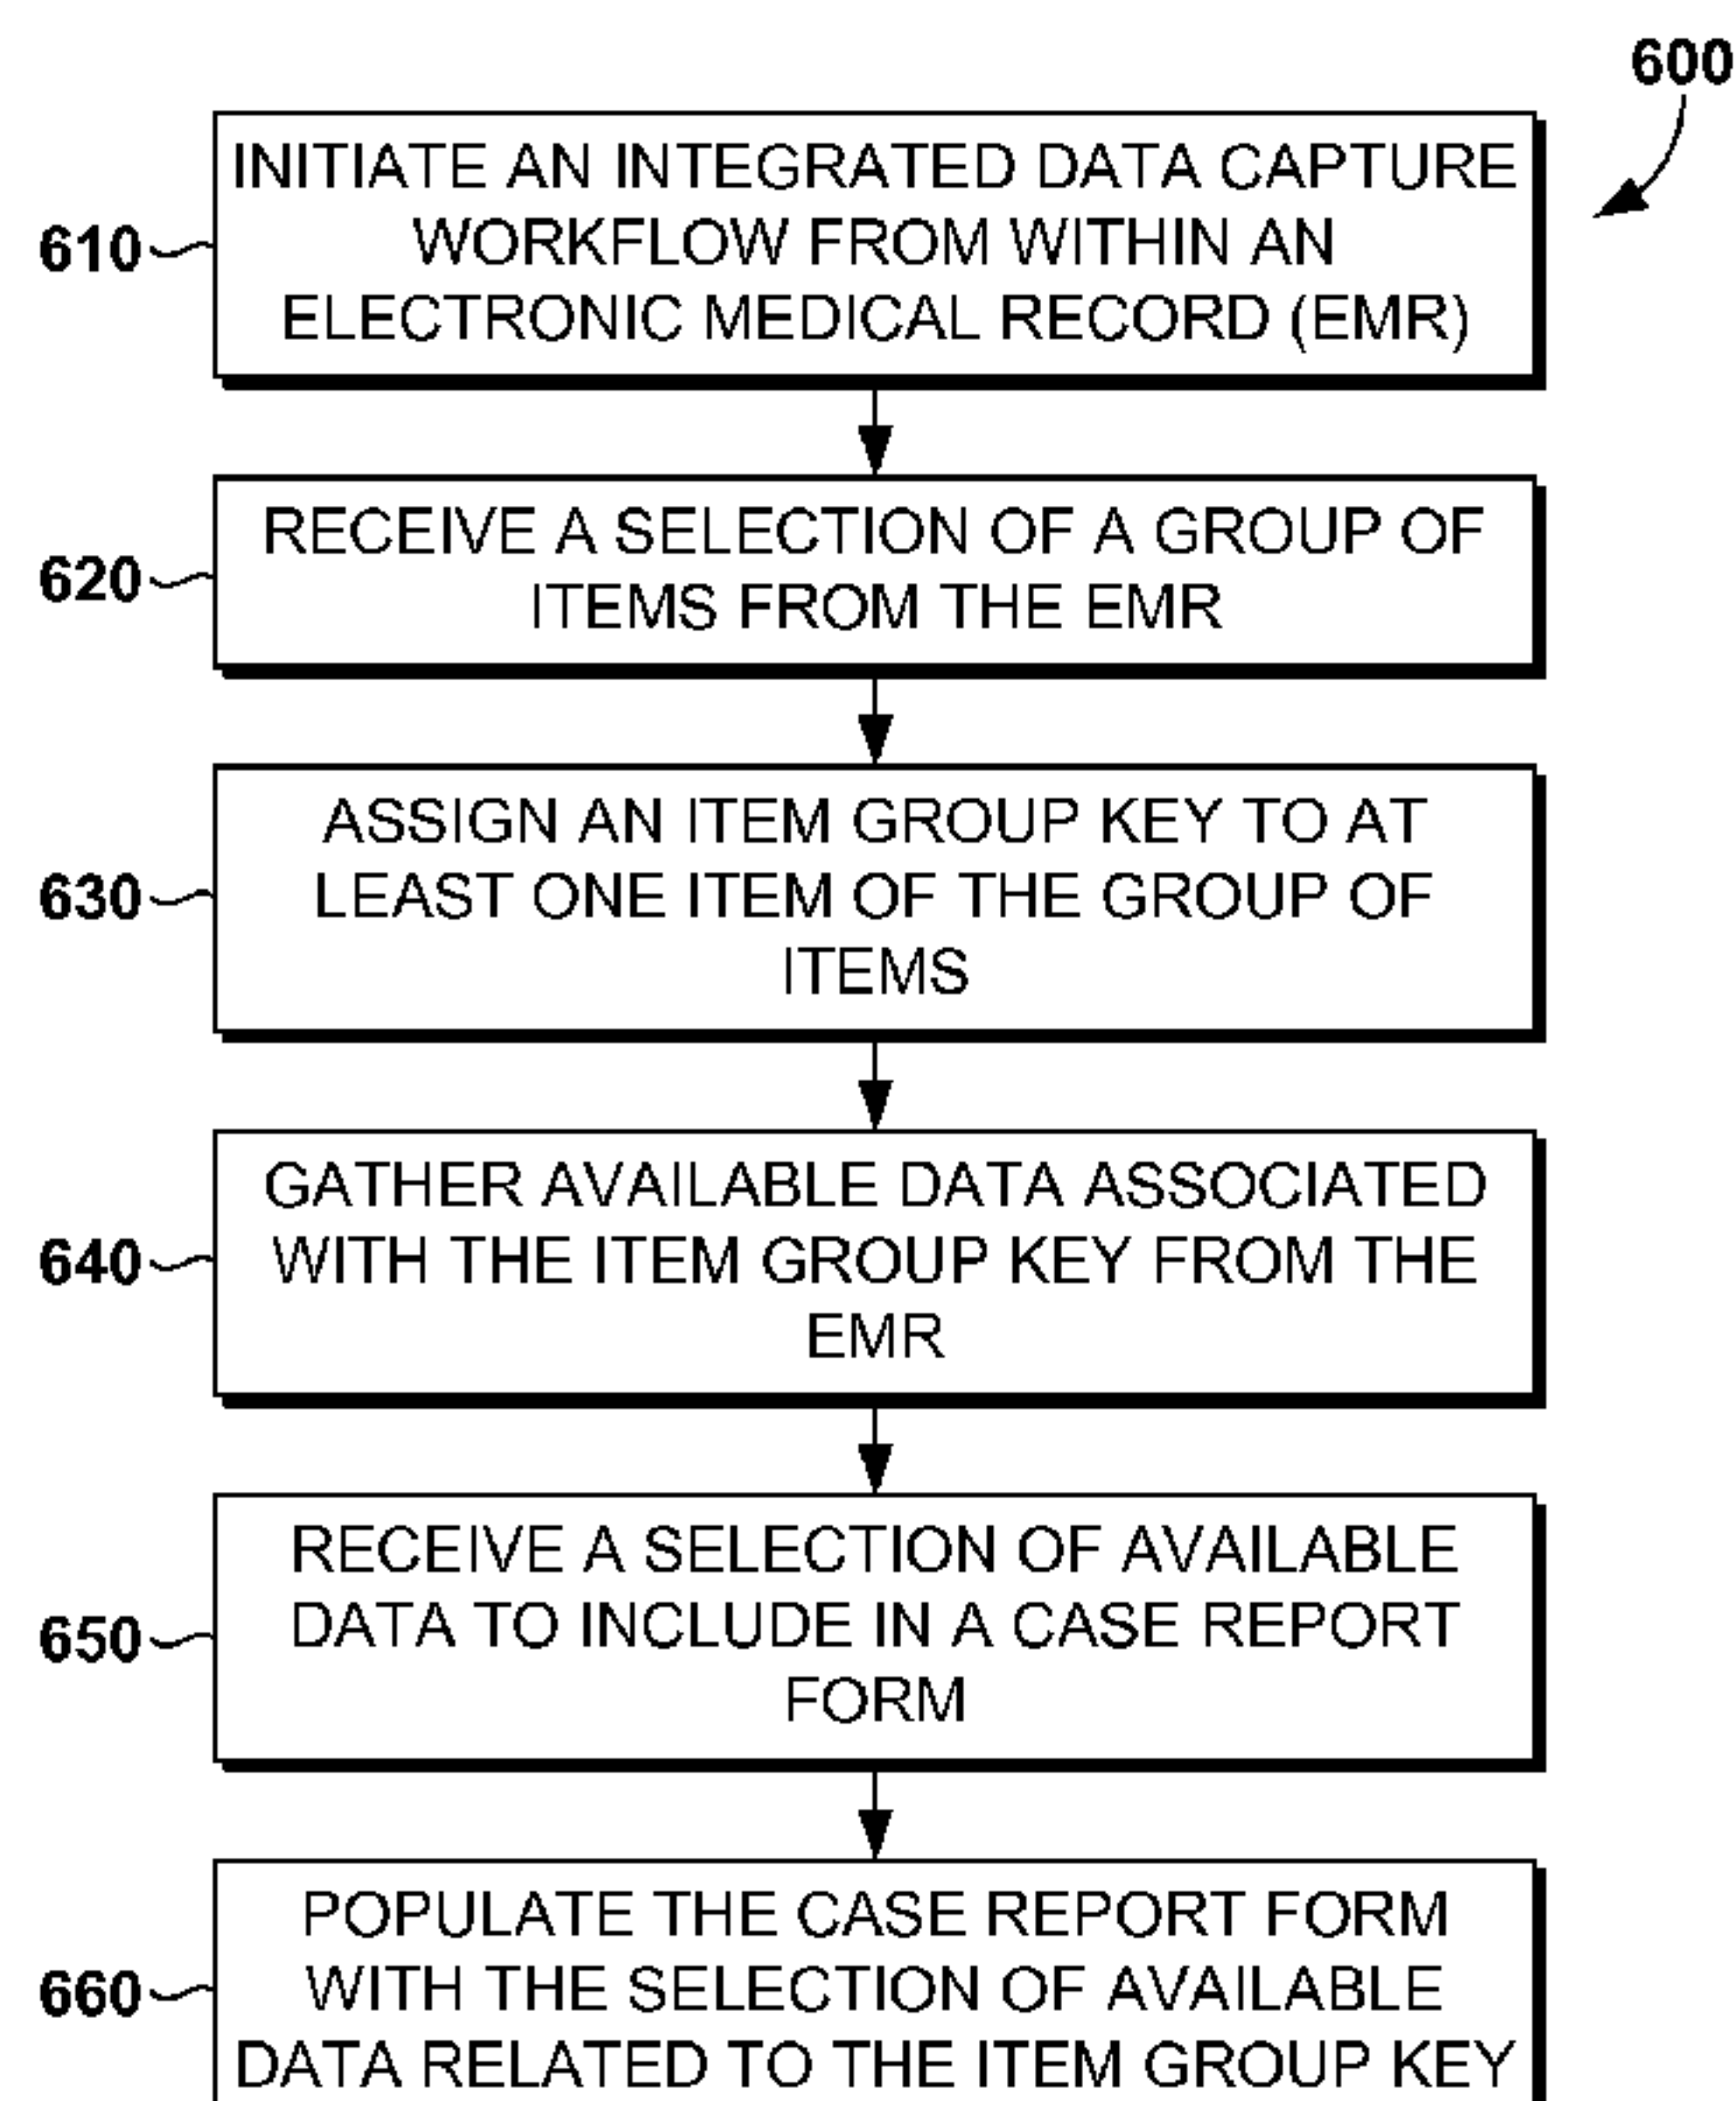 600
610
INITIATE AN INTEGRATED DATA CAPTURE
WORKFLOW FROM WITHIN AN
ELECTRONIC MEDICAL RECORD (EMR)
620
RECEIVE A SELECTION OF A GROUP OF
ITEMS FROM THE EMR
630
ASSIGN AN ITEM GROUP KEY TO AT
LEAST ONE ITEM OF THE GROUP OF
ITEMS
640
GATHER AVAILABLE DATA ASSOCIATED
WITH THE ITEM GROUP KEY FROM THE
EMR
650
RECEIVE A SELECTION OF AVAILABLE
DATA TO INCLUDE IN A CASE REPORT
FORM
660
POPULATE THE CASE REPORT FORM
WITH THE SELECTION OF AVAILABLE
DATA RELATED TO THE ITEM GROUP KEY